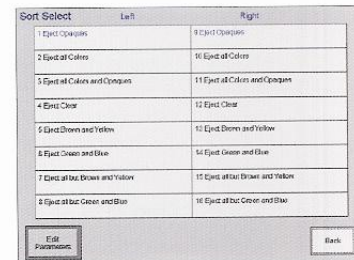 Sort Select Left Right
1 Eject Opaques 9 Eject Opaques
2 Eject all Colors 10 Eject all Colors
3 Eject all Colors and Opaques 11 Eject all Colors and Opaques
4 Eject Clear 12 Eject Clear
5 Eject Brown and Yellow 13 Eject Brown and Yellow
6 Eject Green and Blue 14 Eject Green and Blue
7 Eject all but Brown and Yellow 15 Eject all but Brown and Yellow
8 Eject all but Green and Blue 16 Eject all but Green and Blue
Edit
Parameters
Back